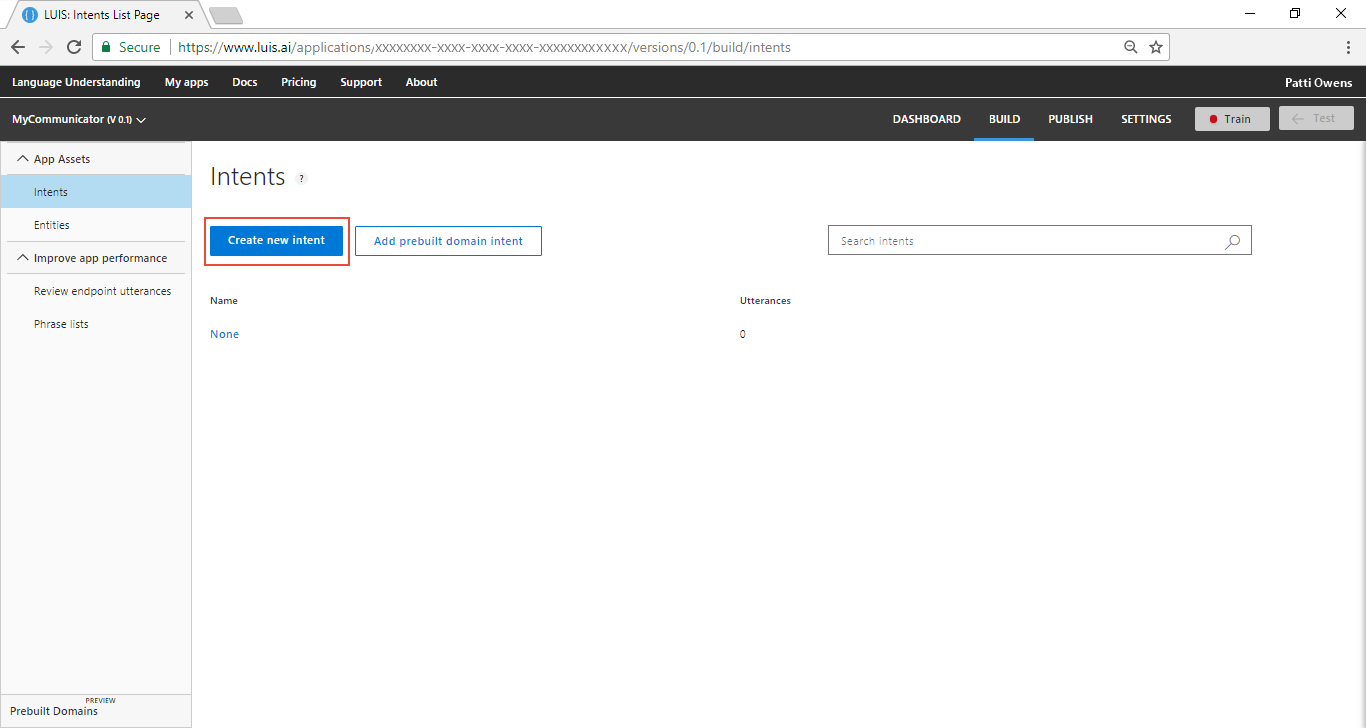 LUIS: Intents List Page
Secure https://www.luis.ai/applications/xxxxxxxx-xxxx-xxxx-xxxx-xxxxxxxxxxxx/versions/0.1/build/intents
Language Understanding My apps Docs Pricing Support About Patti Owens
MyCommunicator (V 0.1) DASHBOARD BUILD PUBLISH SETTINGS Train Test
App Assets
Intents
Entities
Improve app performance
Review endpoint utterances
Phrase lists
PREVIEW
Prebuilt Domains
Intents ?
Create new intent Add prebuilt domain intent Search intents
Name Utterances
None 0